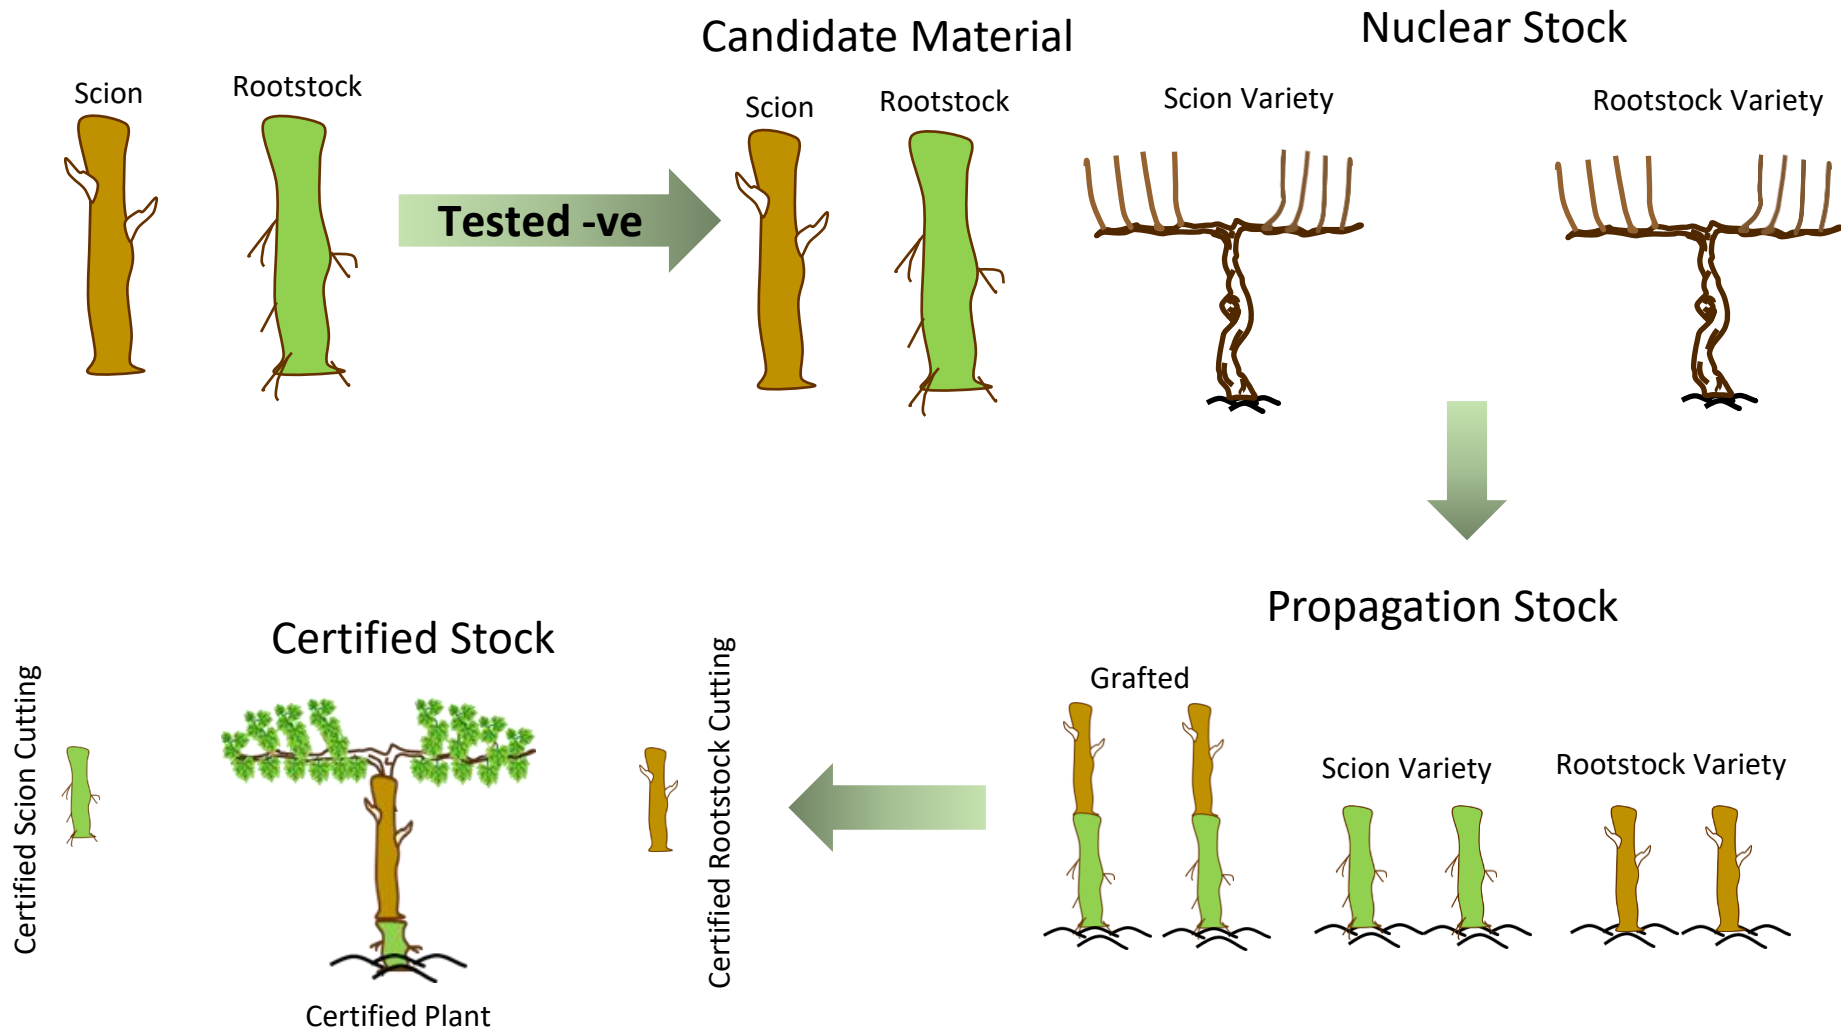 Candidate Material
Nuclear Stock
Scion
Rootstock
Scion
Rootstock
Scion Variety
Rootstock Variety
Tested -ve
Propagation Stock
Certified Stock
Certified Scion Cutting
Certified Rootstock Cutting
Grafted
Scion Variety
Rootstock Variety
Certified Plant